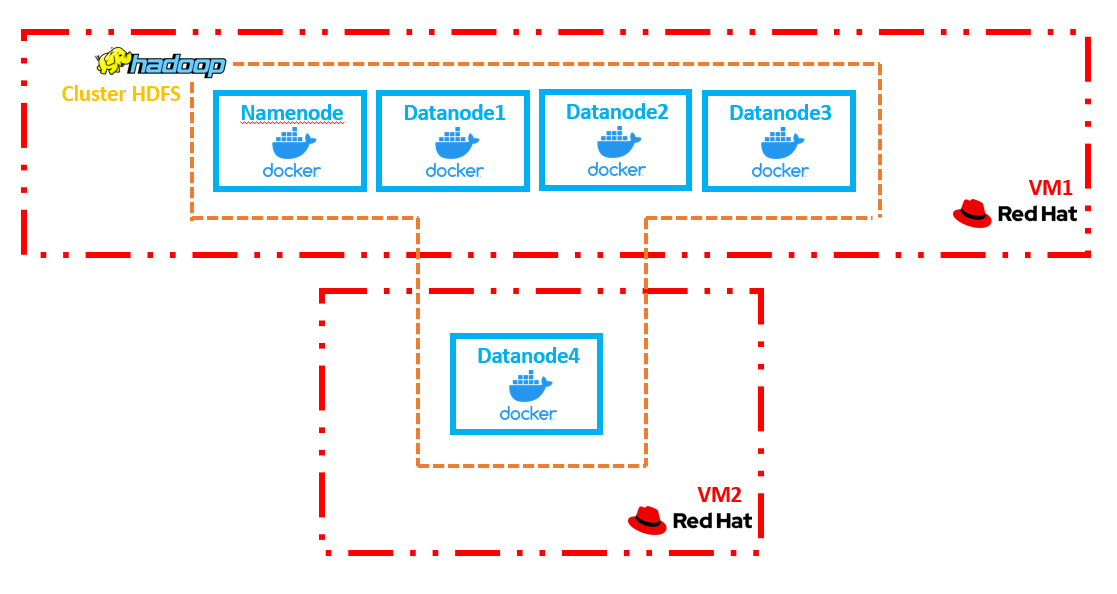 hadoop
Cluster HDFS
Namenode
docker
Datanode1
docker
Datanode2
docker
Datanode3
docker
VM1
Red Hat
Datanode4
docker
VM2
Red Hat